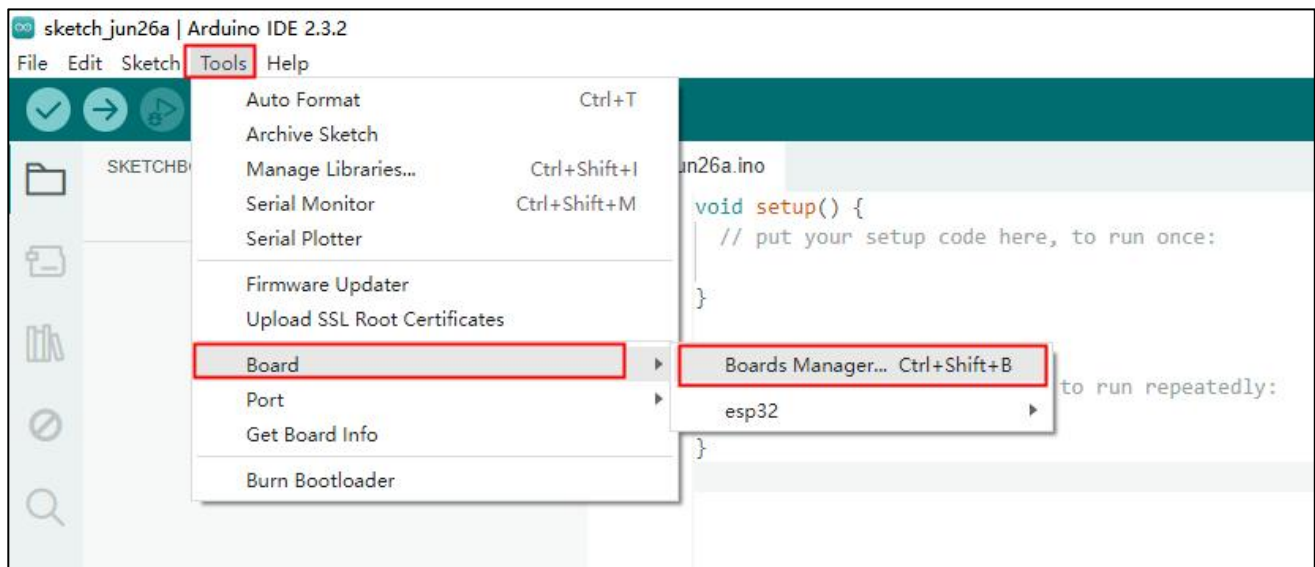 sketch_jun26a | Arduino IDE 2.3.2
File Edit Sketch Tools Help
Auto Format Ctrl+T
Archive Sketch
SKETCHB
Manage Libraries... Ctrl+Shift+I
un26a.ino
Serial Monitor Ctrl+Shift+M
void setup() {
Serial Plotter
// put your setup code here, to run once:
Firmware Updater
}
Upload SSL Root Certificates
Board
Boards Manager... Ctrl+Shift+B
Port
to run repeatedly:
esp32
Get Board Info
}
Burn Bootloader